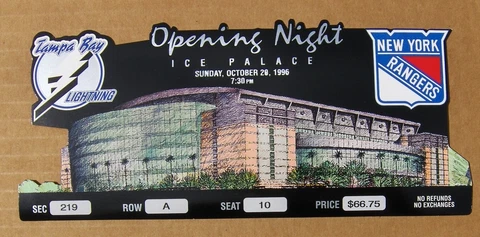 Tampa Bay
LIGHTNING
Opening Night
ICE PALACE
SUNDAY, OCTOBER 20, 1996
7:30 PM
NEW YORK
RANGERS
SEC 219 ROW A SEAT 10 PRICE $66.75
NO REFUNDS
NO EXCHANGES